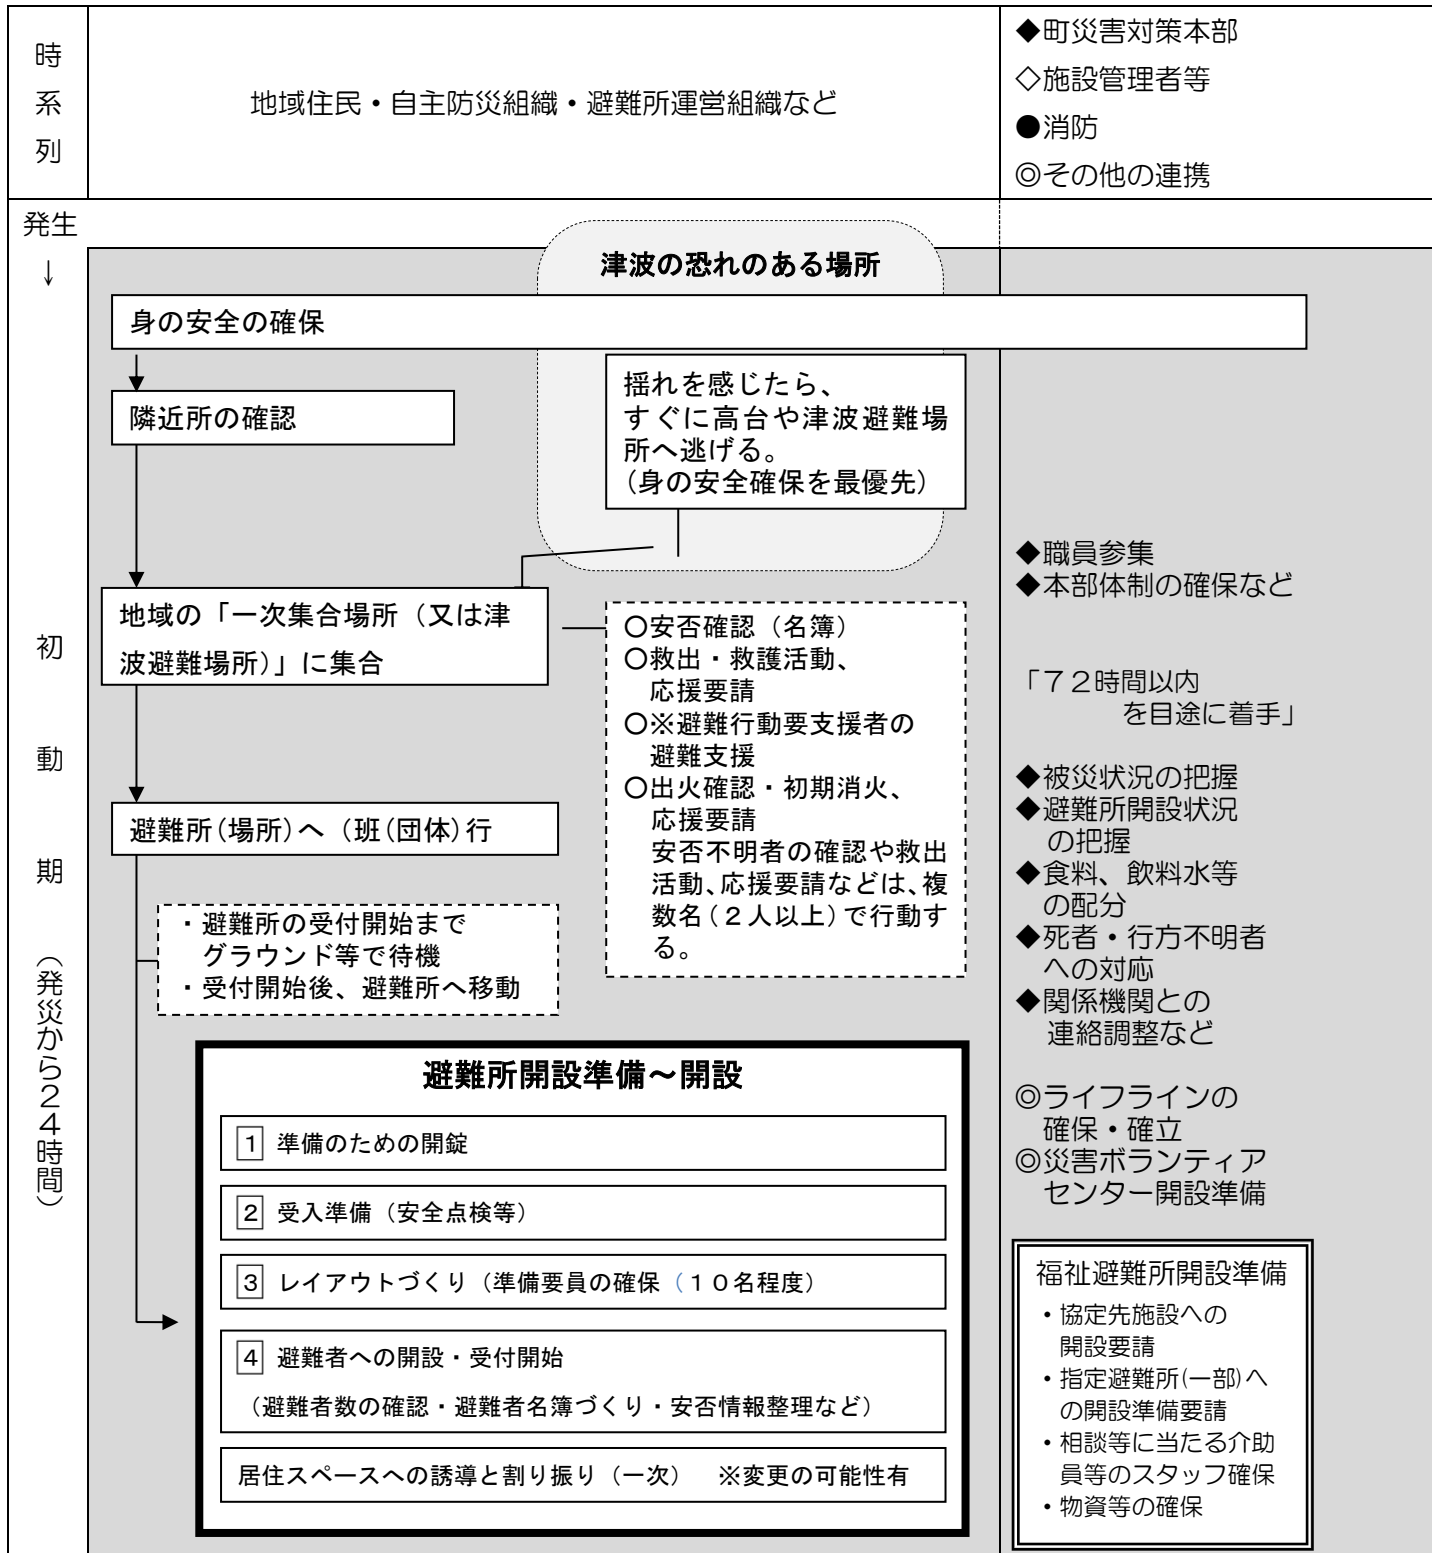 時
系
列
地域住民・自主防災組織・避難所運営組織など
◆町災害対策本部
◇施設管理者等
●消防
◎その他の連携
発生
↓
初
動
期
（発災から２４時間）
津波の恐れのある場所
身の安全の確保
隣近所の確認
揺れを感じたら、
すぐに高台や津波避難場
所へ逃げる。
（身の安全確保を最優先）
地域の「一次集合場所（又は津
波避難場所）」に集合
○安否確認（名簿）
○救出・救護活動、
応援要請
○※避難行動要支援者の
避難支援
○出火確認・初期消火、
応援要請
安否不明者の確認や救出
活動、応援要請などは、複
数名（２人以上）で行動す
る。
避難所(場所)へ（班(団体)行
・避難所の受付開始まで
グラウンド等で待機
・受付開始後、避難所へ移動
避難所開設準備～開設
1 準備のための開錠
2 受入準備（安全点検等）
3 レイアウトづくり（準備要員の確保（１０名程度）
4 避難者への開設・受付開始
（避難者数の確認・避難者名簿づくり・安否情報整理など）
居住スペースへの誘導と割り振り（一次）　※変更の可能性有
◆職員参集
◆本部体制の確保など
「７２時間以内
を目途に着手」
◆被災状況の把握
◆避難所開設状況
の把握
◆食料、飲料水等
の配分
◆死者・行方不明者
への対応
◆関係機関との
連絡調整など
◎ライフラインの
確保・確立
◎災害ボランティア
センター開設準備
福祉避難所開設準備
・協定先施設への
開設要請
・指定避難所(一部)へ
の開設準備要請
・相談等に当たる介助
員等のスタッフ確保
・物資等の確保